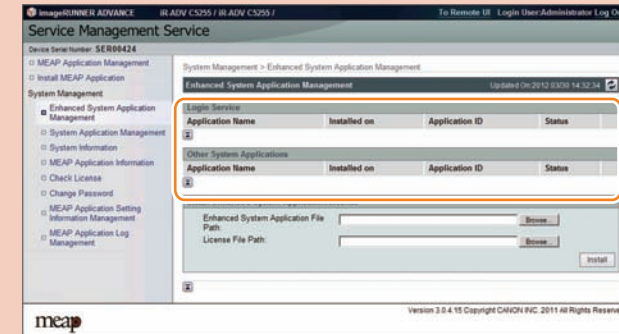 imageRUNNER ADVANCE iR-ADV C5255 / iR-ADV C5255 / To Remote UI Login User:Administrator Log O
Service Management Service
Device Serial Number: SER00424
MEAP Application Management
Install MEAP Application
System Management
Enhanced System Application
Management
System Application Management
System Information
MEAP Application Information
Check License
Change Password
MEAP Application Setting
Information Management
MEAP Application Log
Management
System Management > Enhanced System Application Management
Enhanced System Application Management Updated On:2012 03/30 14:32:34
Login Service
Application Name Installed on Application ID Status
Other System Applications
Application Name Installed on Application ID Status
Enhanced System Application File
Path: Browse...
License File Path: Browse...
Install
Version 3.0.4.15 Copyright CANON INC. 2011 All Rights Reserve
meap